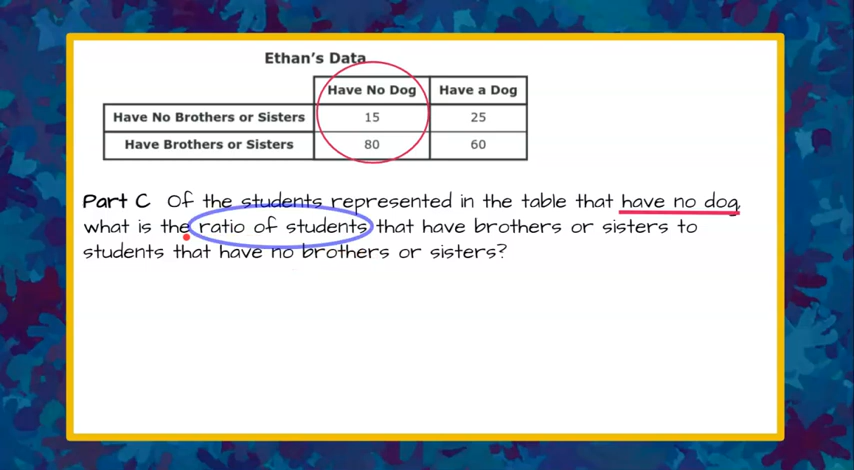 Ethan's Data
Have No Dog Have a Dog
Have No Brothers or Sisters 15 25
Have Brothers or Sisters 80 60
Part C Of the students represented in the table that have no dog,
what is the ratio of students that have brothers or sisters to
students that have no brothers or sisters?